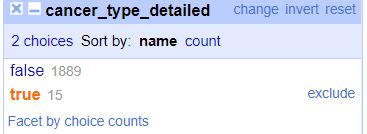 cancer_type_detailed change invert reset
2 choices Sort by: name count
false 1889
true 15 exclude
Facet by choice counts